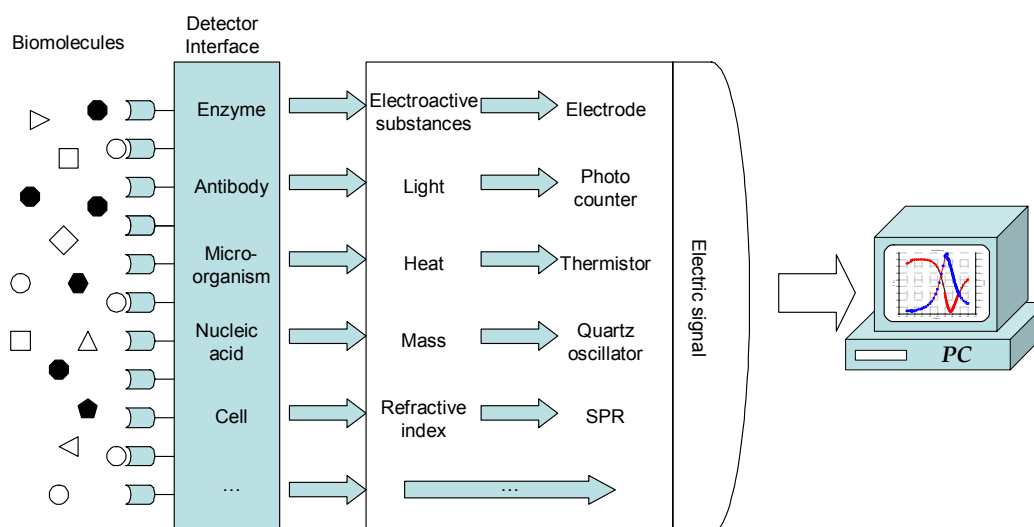 Biomolecules
Detector
Interface
Enzyme
Electroactive
substances
Electrode
Antibody
Light
Photo
counter
Micro-
organism
Heat
Thermistor
Nucleic
acid
Mass
Quartz
oscillator
Cell
Refractive
index
SPR
...
...
Electric signal
PC